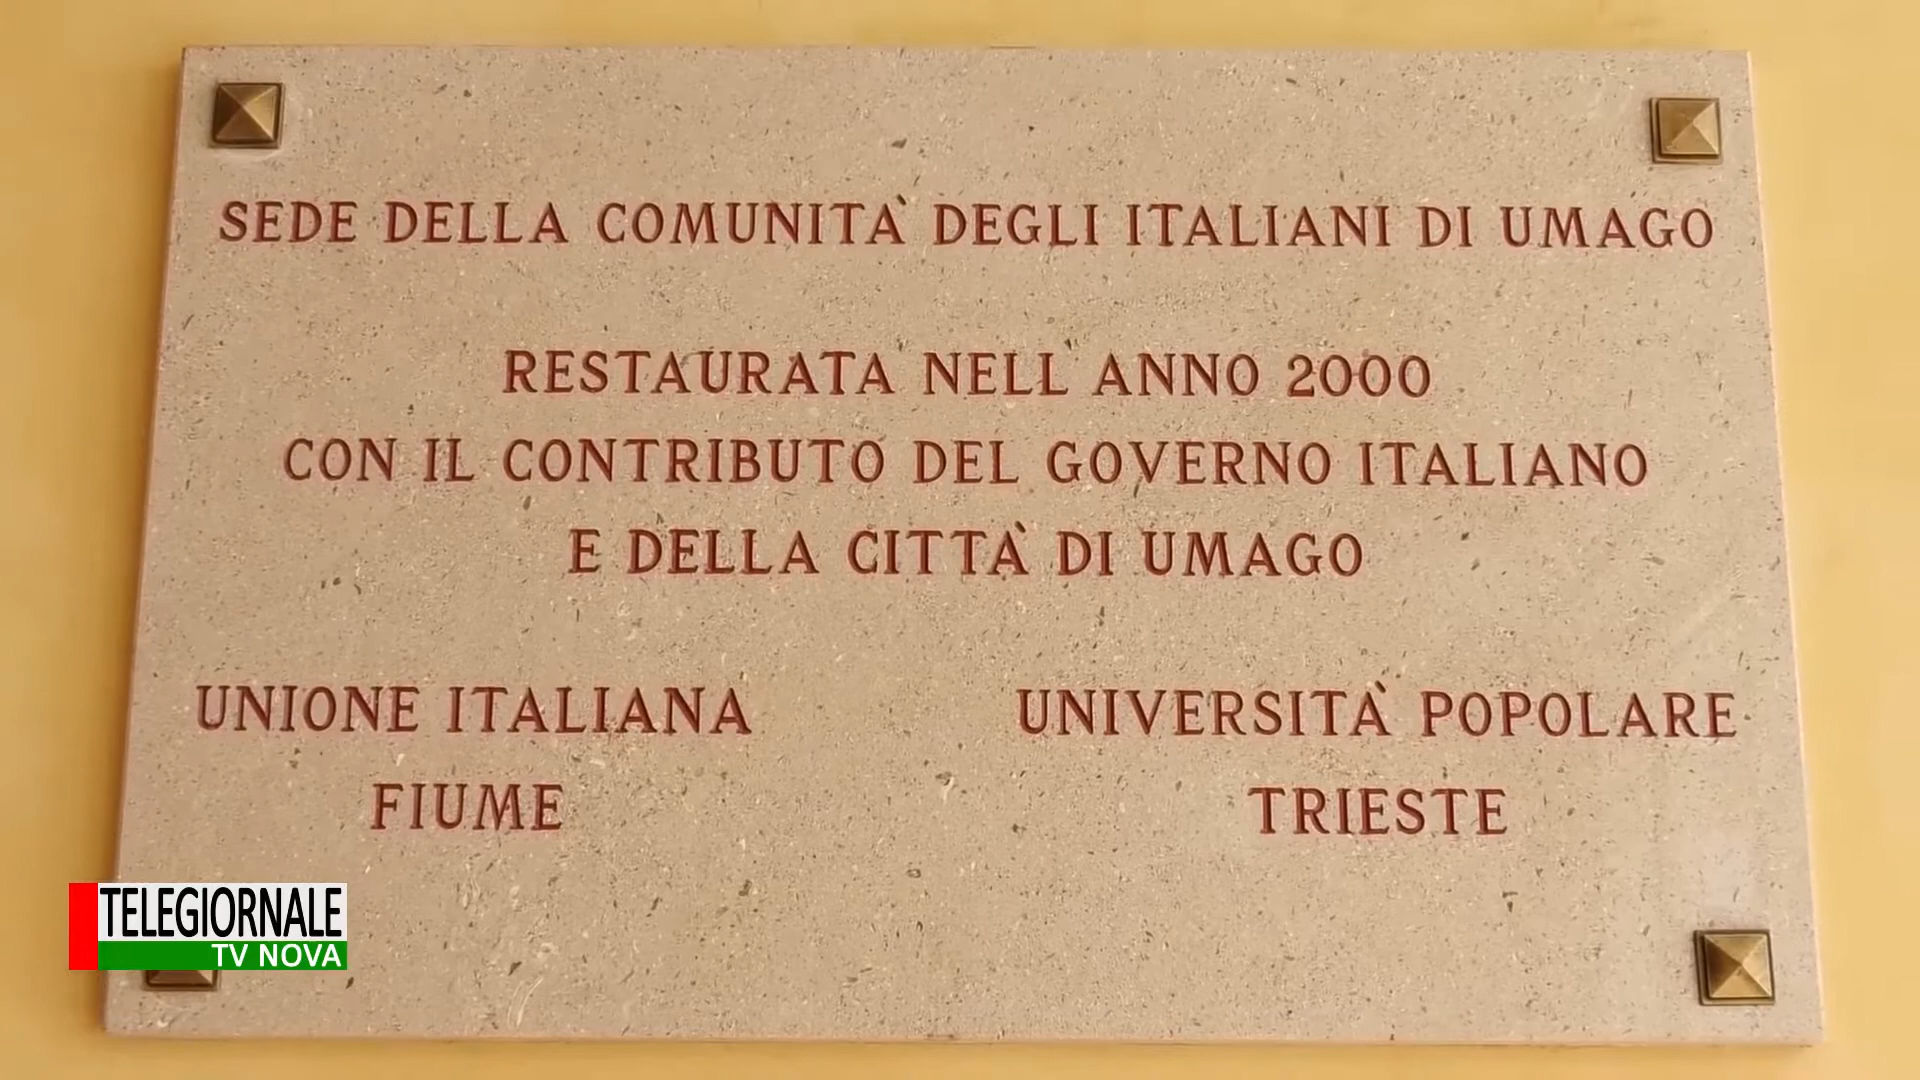 SEDE DELLA COMUNITÀ DEGLI ITALIANI DI UMAGO
RESTAURATA NELL ANNO 2000
CON IL CONTRIBUTO DEL GOVERNO ITALIANO
E DELLA CITTÀ DI UMAGO
UNIONE ITALIANA
FIUME
UNIVERSITÀ POPOLARE
TRIESTE
TELEGIORNALE
TV NOVA